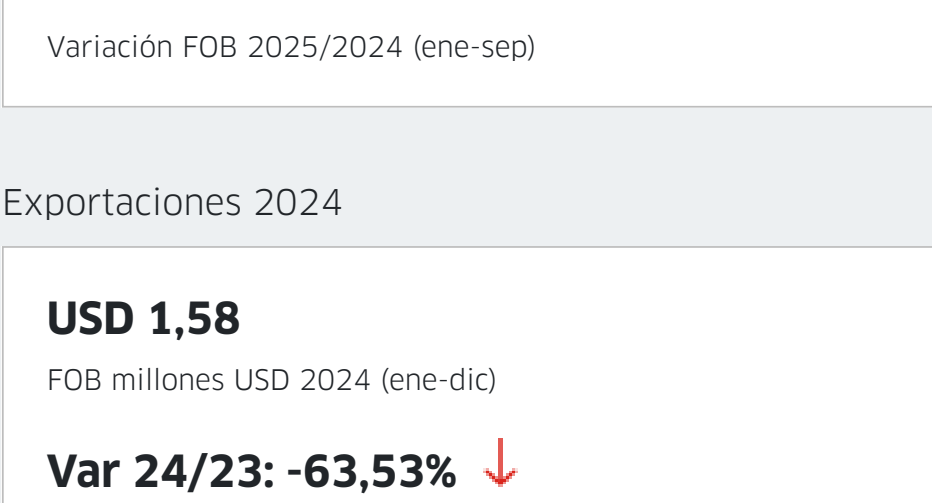 Variación FOB 2025/2024 (ene-sep)
Exportaciones 2024
USD 1,58
FOB millones USD 2024 (ene-dic)
Var 24/23: -63,53% ↓